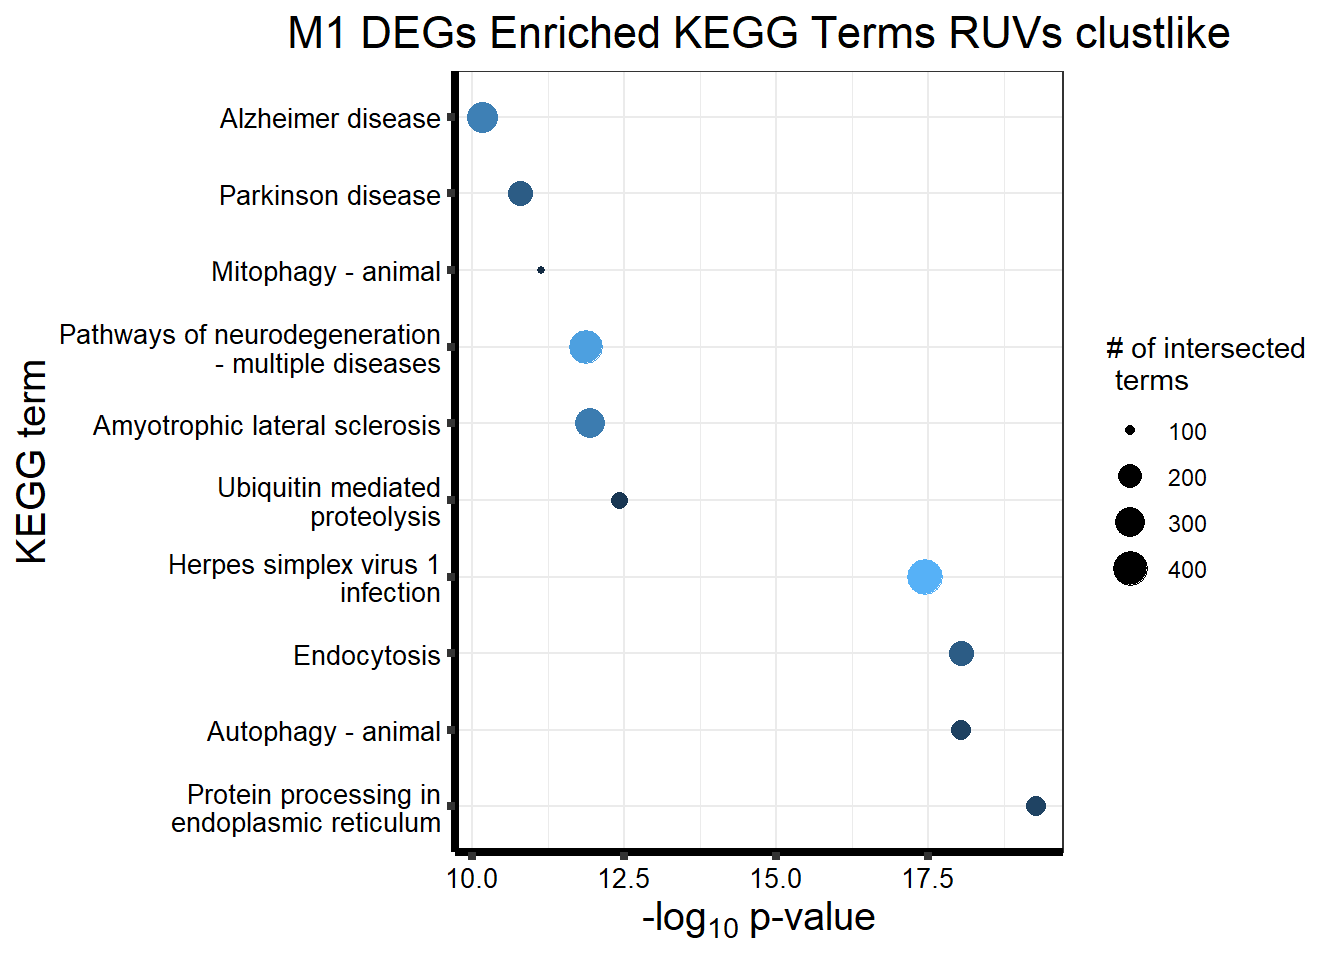 M1 DEGs Enriched KEGG Terms RUVs clustlike
KEGG term
Alzheimer disease
Parkinson disease
Mitophagy - animal
Pathways of neurodegeneration
- multiple diseases
Amyotrophic lateral sclerosis
Ubiquitin mediated
proteolysis
Herpes simplex virus 1
infection
Endocytosis
Autophagy - animal
Protein processing in
endoplasmic reticulum
10.0 12.5 15.0 17.5
-log10 p-value
# of intersected
terms
100
200
300
400